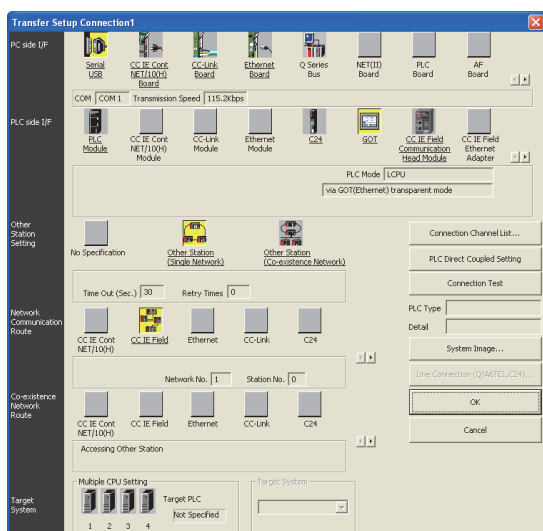 Transfer Setup Connection1
PC side I/F
Serial USB
CC IE Cont NET/10(H) Board
CC-Link Board
Ethernet Board
Q Series Bus
NET(II) Board
PLC Board
AF Board
COM COM 1 Transmission Speed 115.2Kbps
PLC side I/F
PLC Module
CC IE Cont NET/10(H) Module
CC-Link Module
Ethernet Module
C24
GOT
CC IE Field Communication Head Module
CC IE Field Ethernet Adapter
PLC Mode LCPU
via GOT(Ethernet) transparent mode
Other Station Setting
No Specification
Other Station (Single Network)
Other Station (Co-existence Network)
Time Out (Sec.) 30 Retry Times 0
Network Communication Route
CC IE Cont NET/10(H)
CC IE Field
Ethernet
CC-Link
C24
Network No. 1 Station No. 0
Co-existence Network Route
CC IE Cont NET/10(H)
CC IE Field
Ethernet
CC-Link
C24
Accessing Other Station
Connection Channel List...
PLC Direct Coupled Setting
Connection Test
PLC Type
Detail
System Image...
Line Connection (Q/A6TEL,C24)...
OK
Cancel
Target System
Multiple CPU Setting
1 2 3 4
Target PLC
Not Specified
Target System